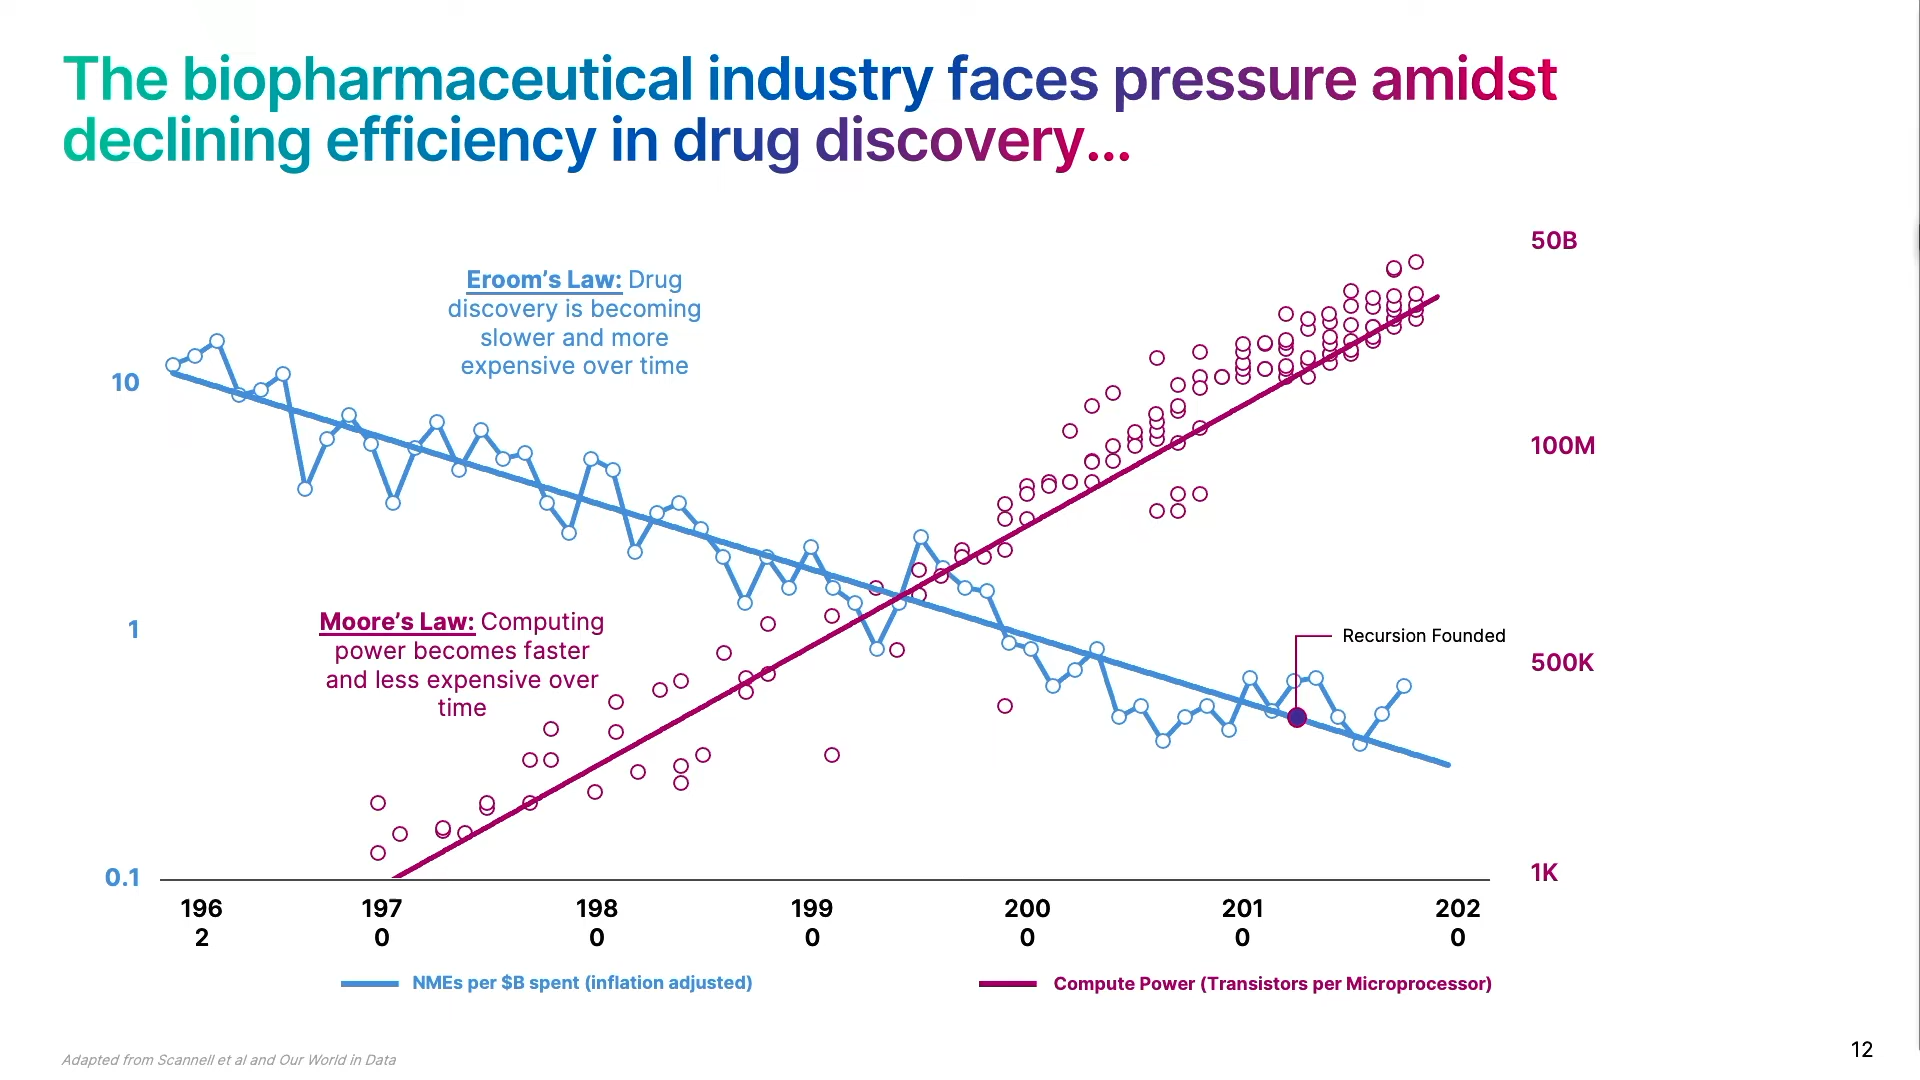 The biopharmaceutical industry faces pressure amidst
declining efficiency in drug discovery...
50B
Eroom's Law: Drug
discovery is becoming
slower and more
expensive over time
10
100M
Moore's Law: Computing
power becomes faster
and less expensive over
time
1
Recursion Founded
500K
0.1
1K
196
2
197
0
198
0
199
0
200
0
201
0
202
0
NMEs per $B spent (inflation adjusted)
Compute Power (Transistors per Microprocessor)
Adapted from Scannell et al and Our World in Data
12